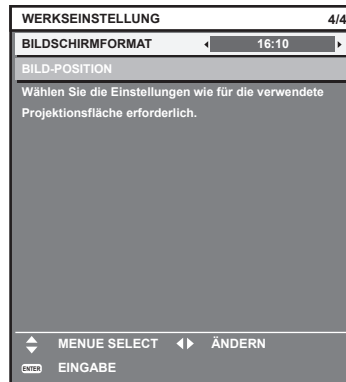 WERKSEINSTELLUNG 4/4
BILDSCHIRMFORMAT 16:10
BILD-POSITION
Wählen Sie die Einstellungen wie für die verwendete
Projektionsfläche erforderlich.
MENUE SELECT ÄNDERN
ENTER EINGABE